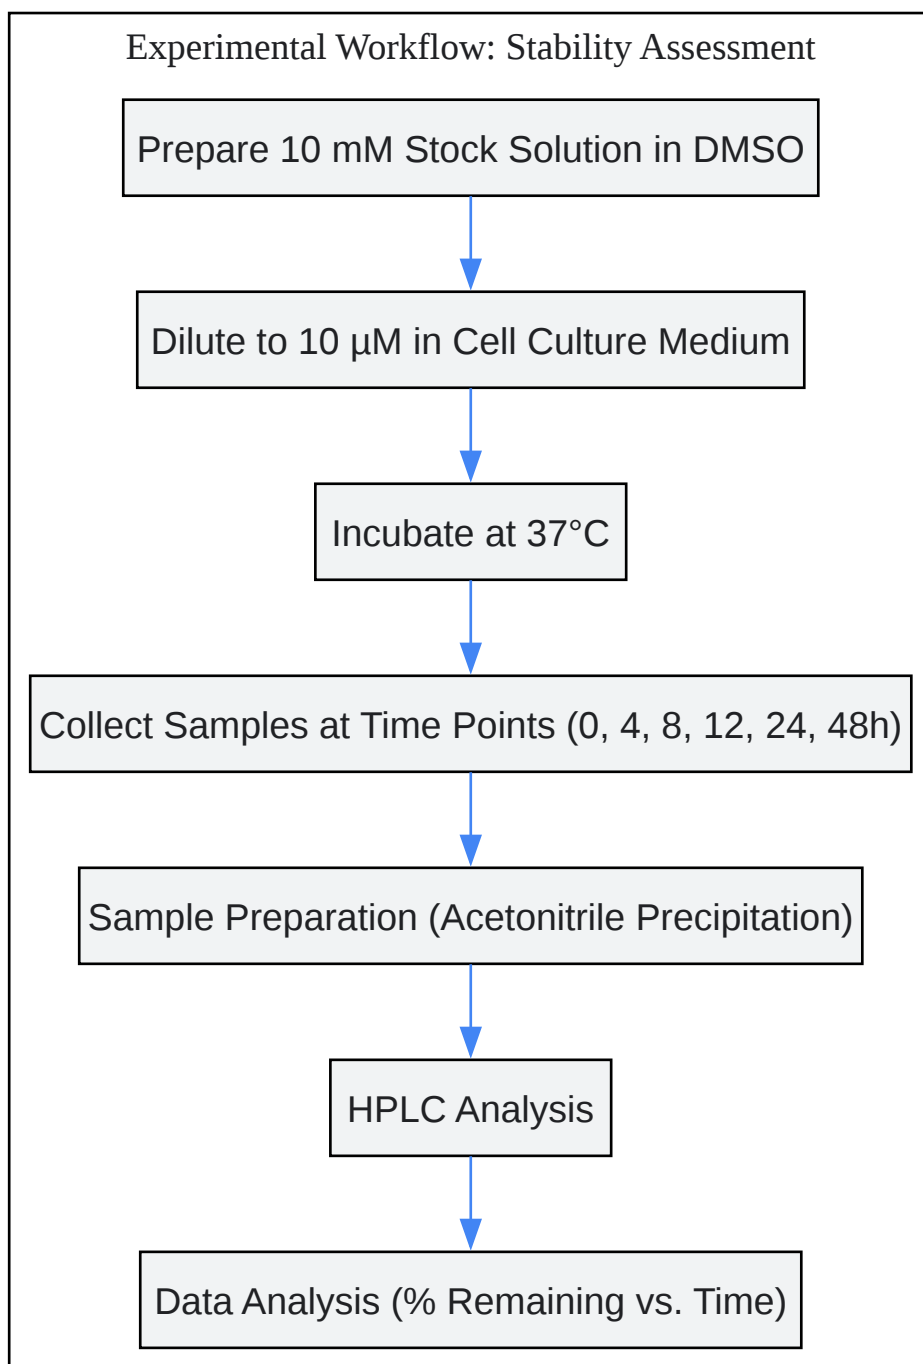 Experimental Workflow: Stability Assessment
Prepare 10 mM Stock Solution in DMSO
Dilute to 10 µM in Cell Culture Medium
Incubate at 37°C
Collect Samples at Time Points (0, 4, 8, 12, 24, 48h)
Sample Preparation (Acetonitrile Precipitation)
HPLC Analysis
Data Analysis (% Remaining vs. Time)